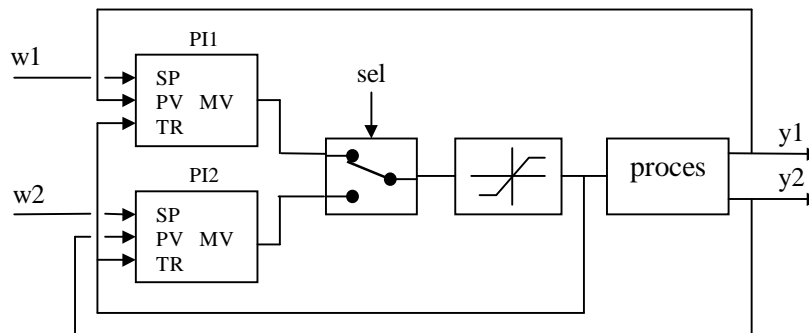 PI1
w1
SP
PV MV
TR
sel
y1
y2
proces
PI2
w2
SP
PV MV
TR